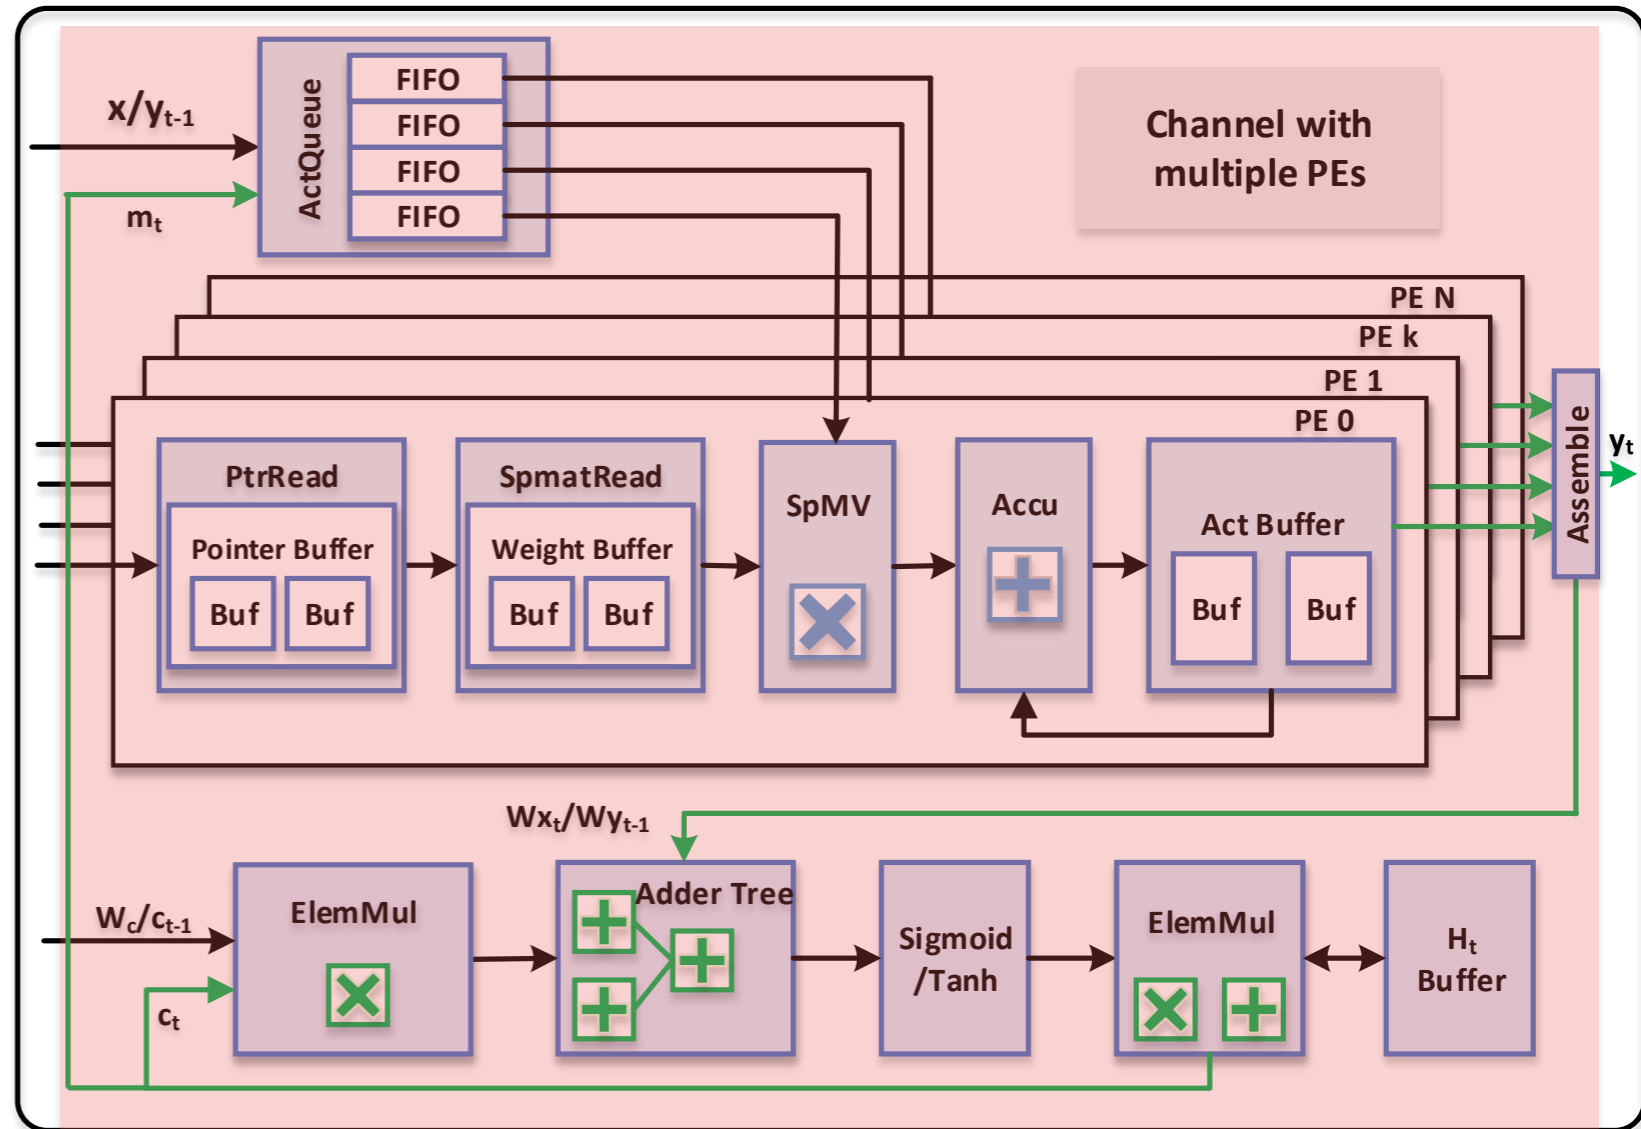 x/yt-1
mt
ActQueue
FIFO
FIFO
FIFO
FIFO
Channel with
multiple PEs
PE N
PE k
PE 1
PE 0
PtrRead
Pointer Buffer
Buf Buf
SpmatRead
Weight Buffer
Buf Buf
SpMV
Accu
Act Buffer
Buf Buf
Assemble
yt
Wxt/Wyt-1
Wc/ct-1
ct
ElemMul
Adder Tree
Sigmoid
/Tanh
ElemMul
Ht
Buffer